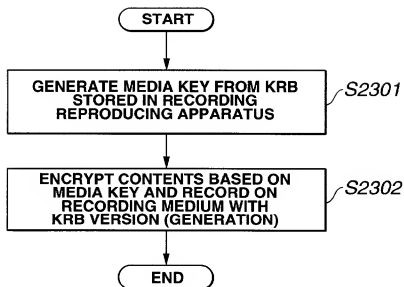 START
GENERATE MEDIA KEY FROM KRB
STORED IN RECORDING
REPRODUCING APPARATUS
S2301
ENCRYPT CONTENTS BASED ON
MEDIA KEY AND RECORD ON
RECORDING MEDIUM WITH
KRB VERSION (GENERATION)
S2302
END